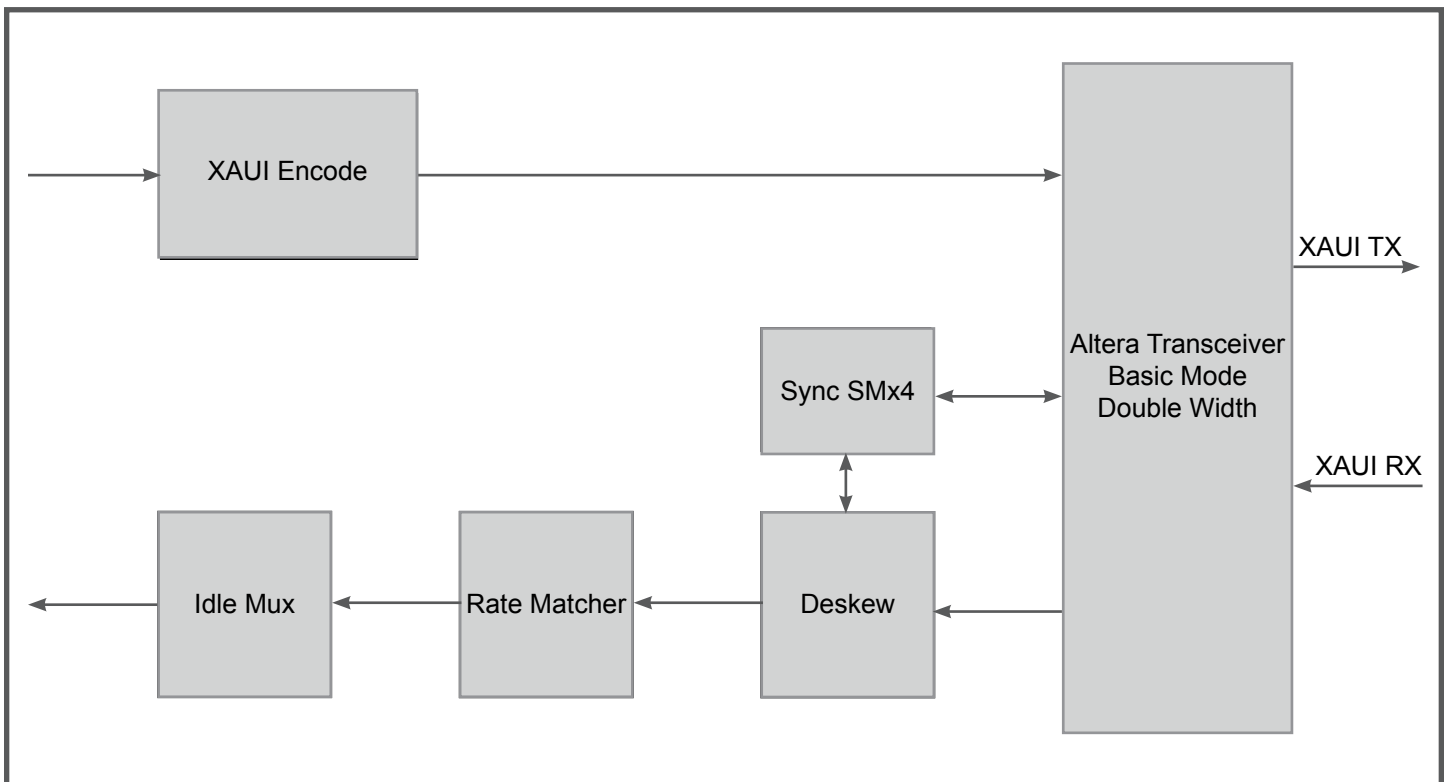 XAUI Encode
XAUI TX
Altera Transceiver
Basic Mode
Double Width
Sync SMx4
XAUI RX
Idle Mux
Rate Matcher
Deskew